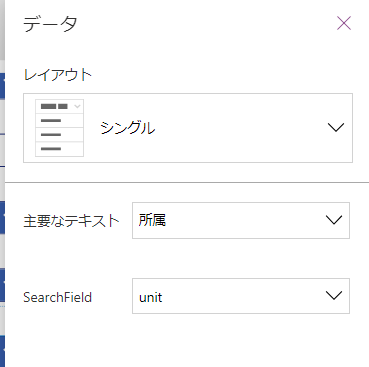 データ
レイアウト
シングル
主要なテキスト 所属
SearchField unit